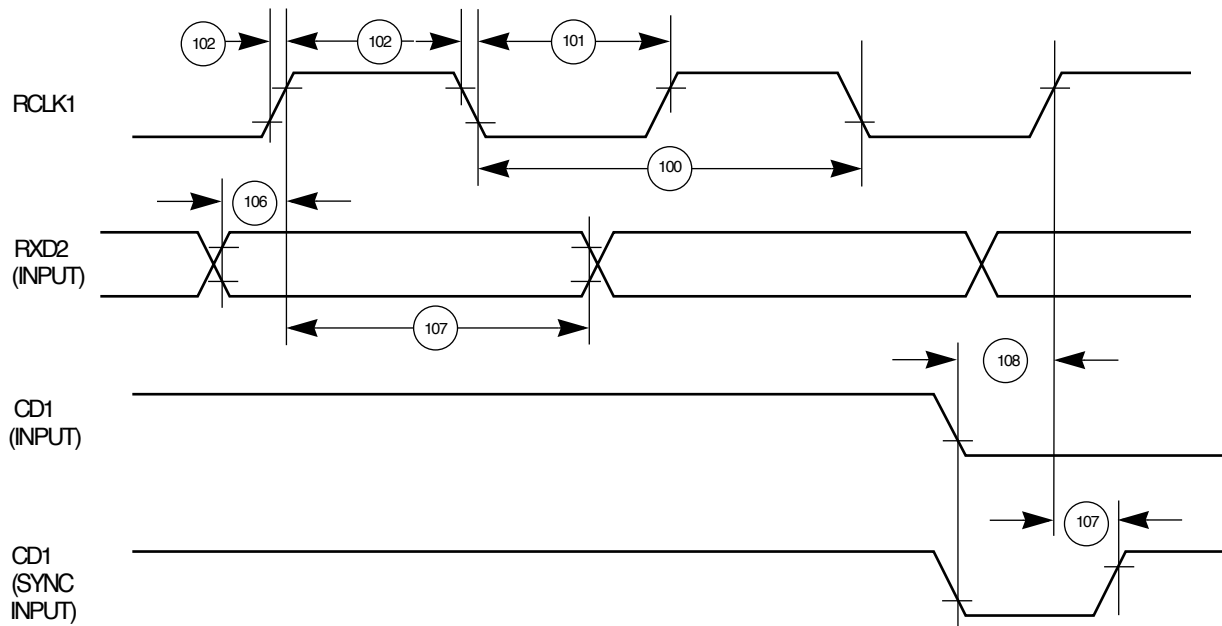 102
102
101
RCLK1
100
106
RXD2
(INPUT)
107
108
CD1
(INPUT)
107
CD1
(SYNC
INPUT)